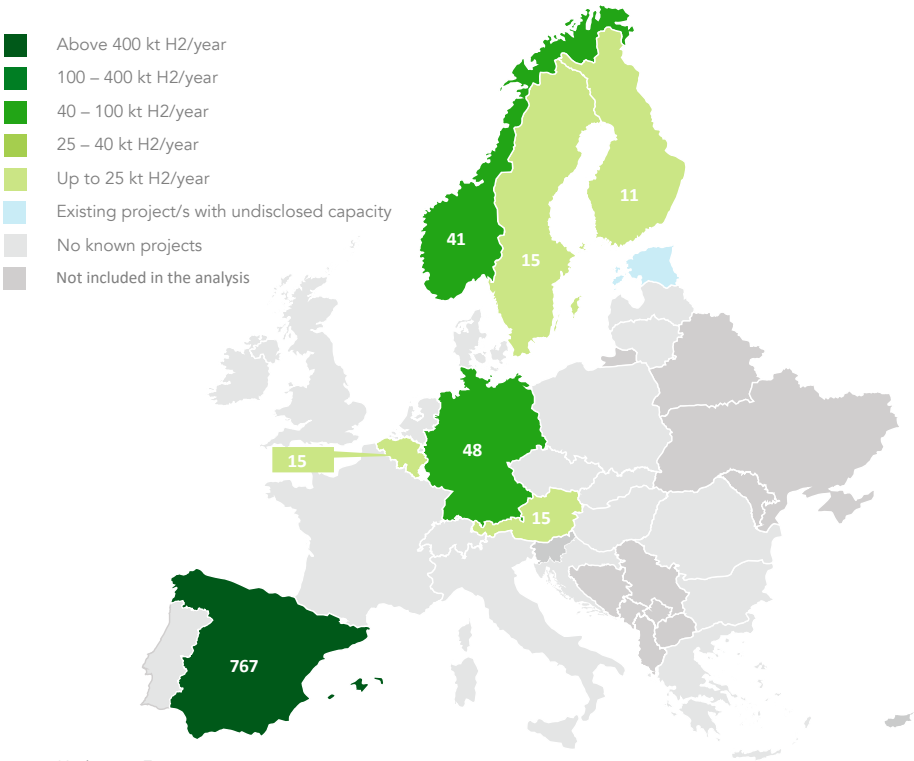 Above 400 kt H2/year
100 – 400 kt H2/year
40 – 100 kt H2/year
25 – 40 kt H2/year
Up to 25 kt H2/year
Existing project/s with undisclosed capacity
No known projects
Not included in the analysis
11
41
15
48
15
15
767